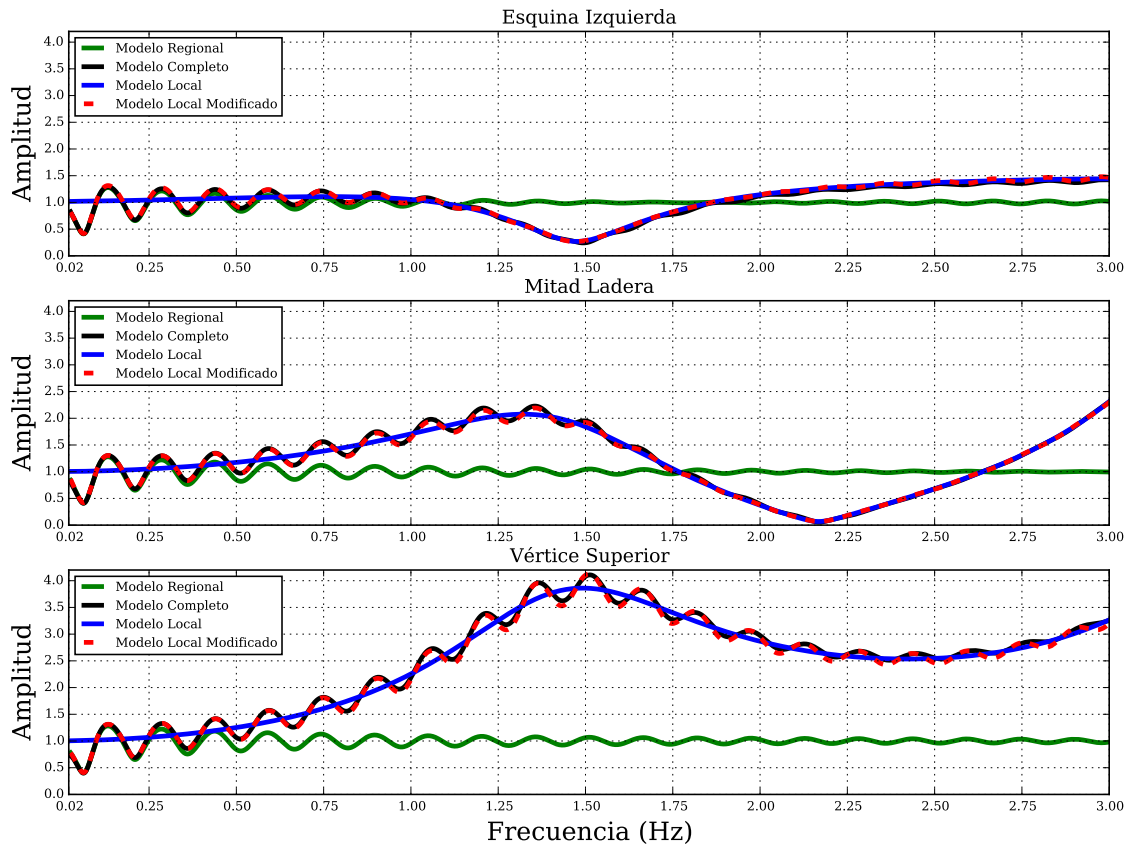 Esquina Izquierda
Amplitud
4.0
3.5
3.0
2.5
2.0
1.5
1.0
0.5
0.0
Modelo Regional
Modelo Completo
Modelo Local
Modelo Local Modificado
0.02 0.25 0.50 0.75 1.00 1.25 1.50 1.75 2.00 2.25 2.50 2.75 3.00
Mitad Ladera
Amplitud
4.0
3.5
3.0
2.5
2.0
1.5
1.0
0.5
0.0
Modelo Regional
Modelo Completo
Modelo Local
Modelo Local Modificado
0.02 0.25 0.50 0.75 1.00 1.25 1.50 1.75 2.00 2.25 2.50 2.75 3.00
Vértice Superior
Amplitud
4.0
3.5
3.0
2.5
2.0
1.5
1.0
0.5
0.0
Modelo Regional
Modelo Completo
Modelo Local
Modelo Local Modificado
0.02 0.25 0.50 0.75 1.00 1.25 1.50 1.75 2.00 2.25 2.50 2.75 3.00
Frecuencia (Hz)